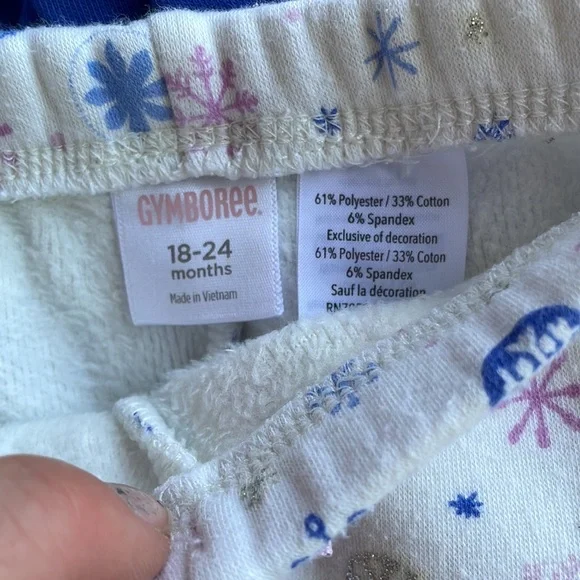 GYMBOREE.
18-24
months
Made in Vietnam
61% Polyester / 33% Cotton
6% Spandex
Exclusive of decoration
61% Polyester / 33% Coton
6% Spandex
Sauf la décoration